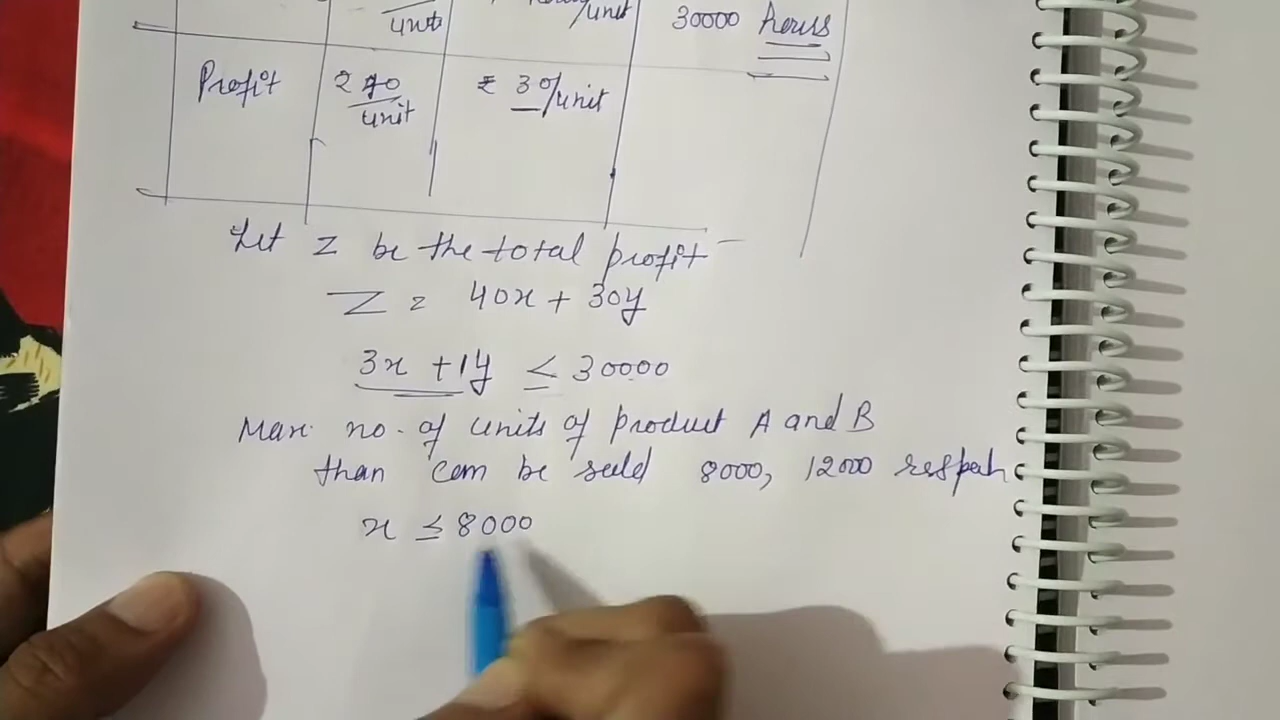 unit /unit 30000 hours
Profit ₹ 40/unit ₹ 30/unit
Let Z be the total profit
Z = 40x + 30y
3x + 1y ≤ 30000
Max. no. of units of product A and B
than can be sold 8000, 12000
x ≤ 8000